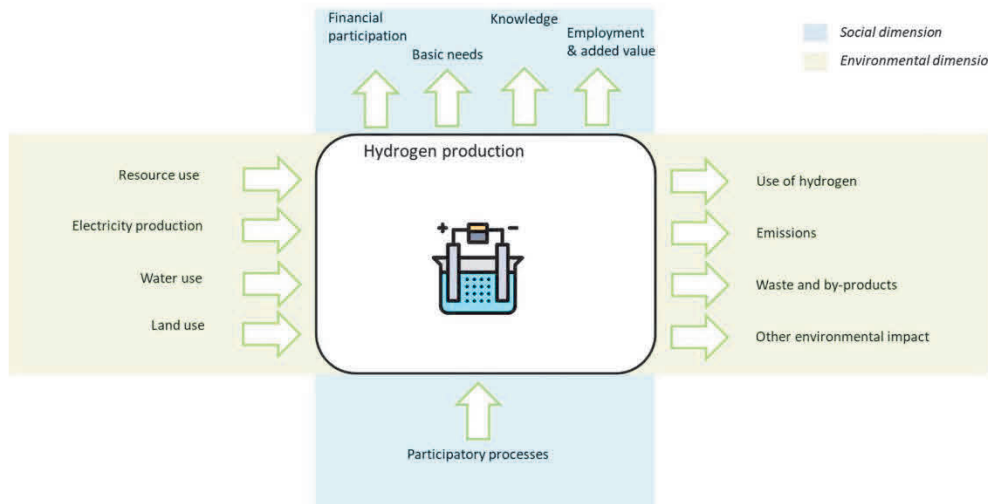 Financial
participation
Basic needs
Knowledge
Employment
& added value
Social dimension
Environmental dimensio
Hydrogen production
Resource use
Electricity production
Water use
Land use
+
−
Use of hydrogen
Emissions
Waste and by-products
Other environmental impact
Participatory processes